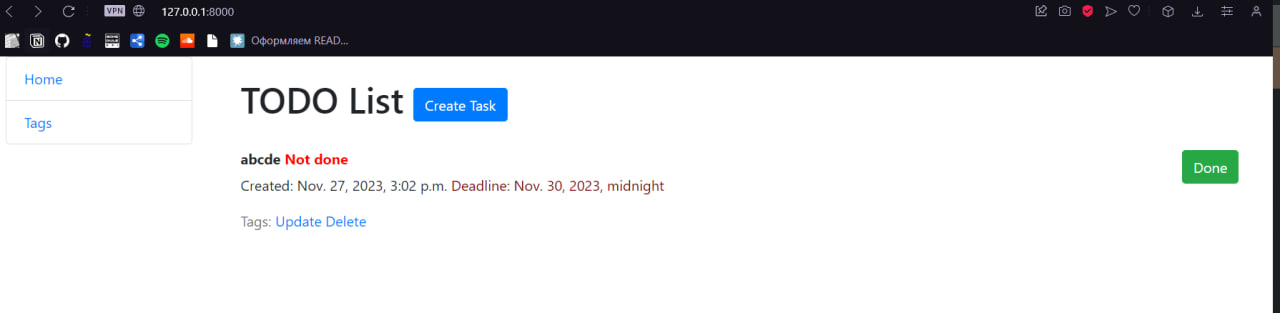 VPN 127.0.0.1:8000
Оформляем READ...
Home
Tags
TODO List Create Task
abcde Not done
Done
Created: Nov. 27, 2023, 3:02 p.m. Deadline: Nov. 30, 2023, midnight
Tags: Update Delete